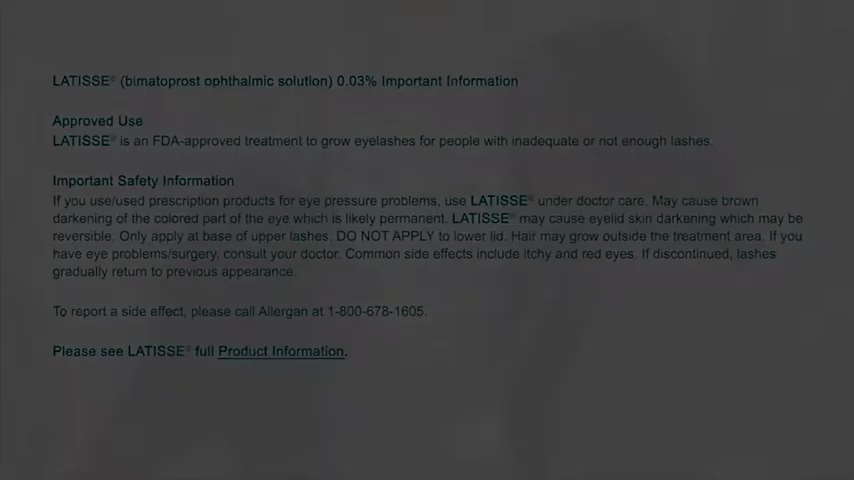 LATISSE® (bimatoprost ophthalmic solution) 0.03% Important Information
Approved Use
LATISSE® is an FDA-approved treatment to grow eyelashes for people with inadequate or not enough lashes.
Important Safety Information
If you use/used prescription products for eye pressure problems, use LATISSE® under doctor care. May cause brown
darkening of the colored part of the eye which is likely permanent. LATISSE® may cause eyelid skin darkening which may be
reversible. Only apply at base of upper lashes. DO NOT APPLY to lower lid. Hair may grow outside the treatment area. If you
have eye problems/surgery, consult your doctor. Common side effects include itchy and red eyes. If discontinued, lashes
gradually return to previous appearance.
To report a side effect, please call Allergan at 1-800-678-1605.
Please see LATISSE® full Product Information.